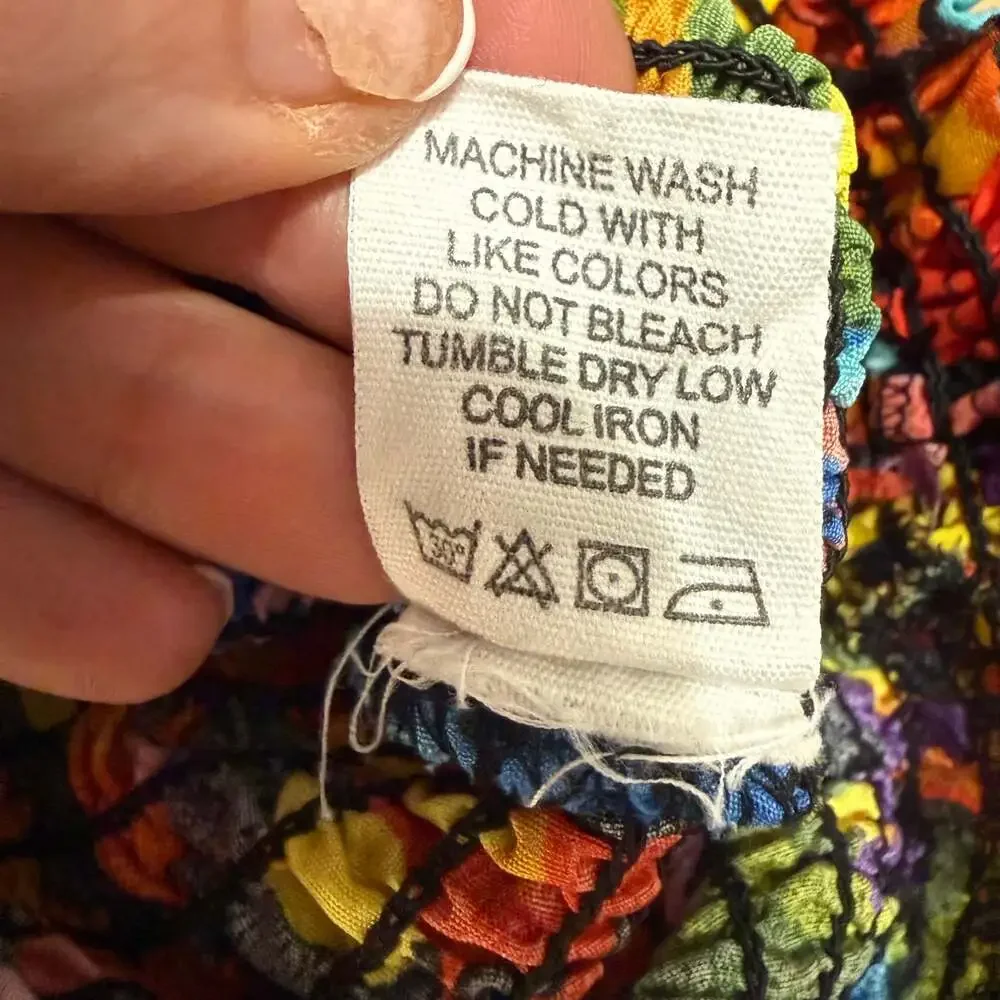 MACHINE WASH
COLD WITH
LIKE COLORS
DO NOT BLEACH
TUMBLE DRY LOW
COOL IRON
IF NEEDED
30°